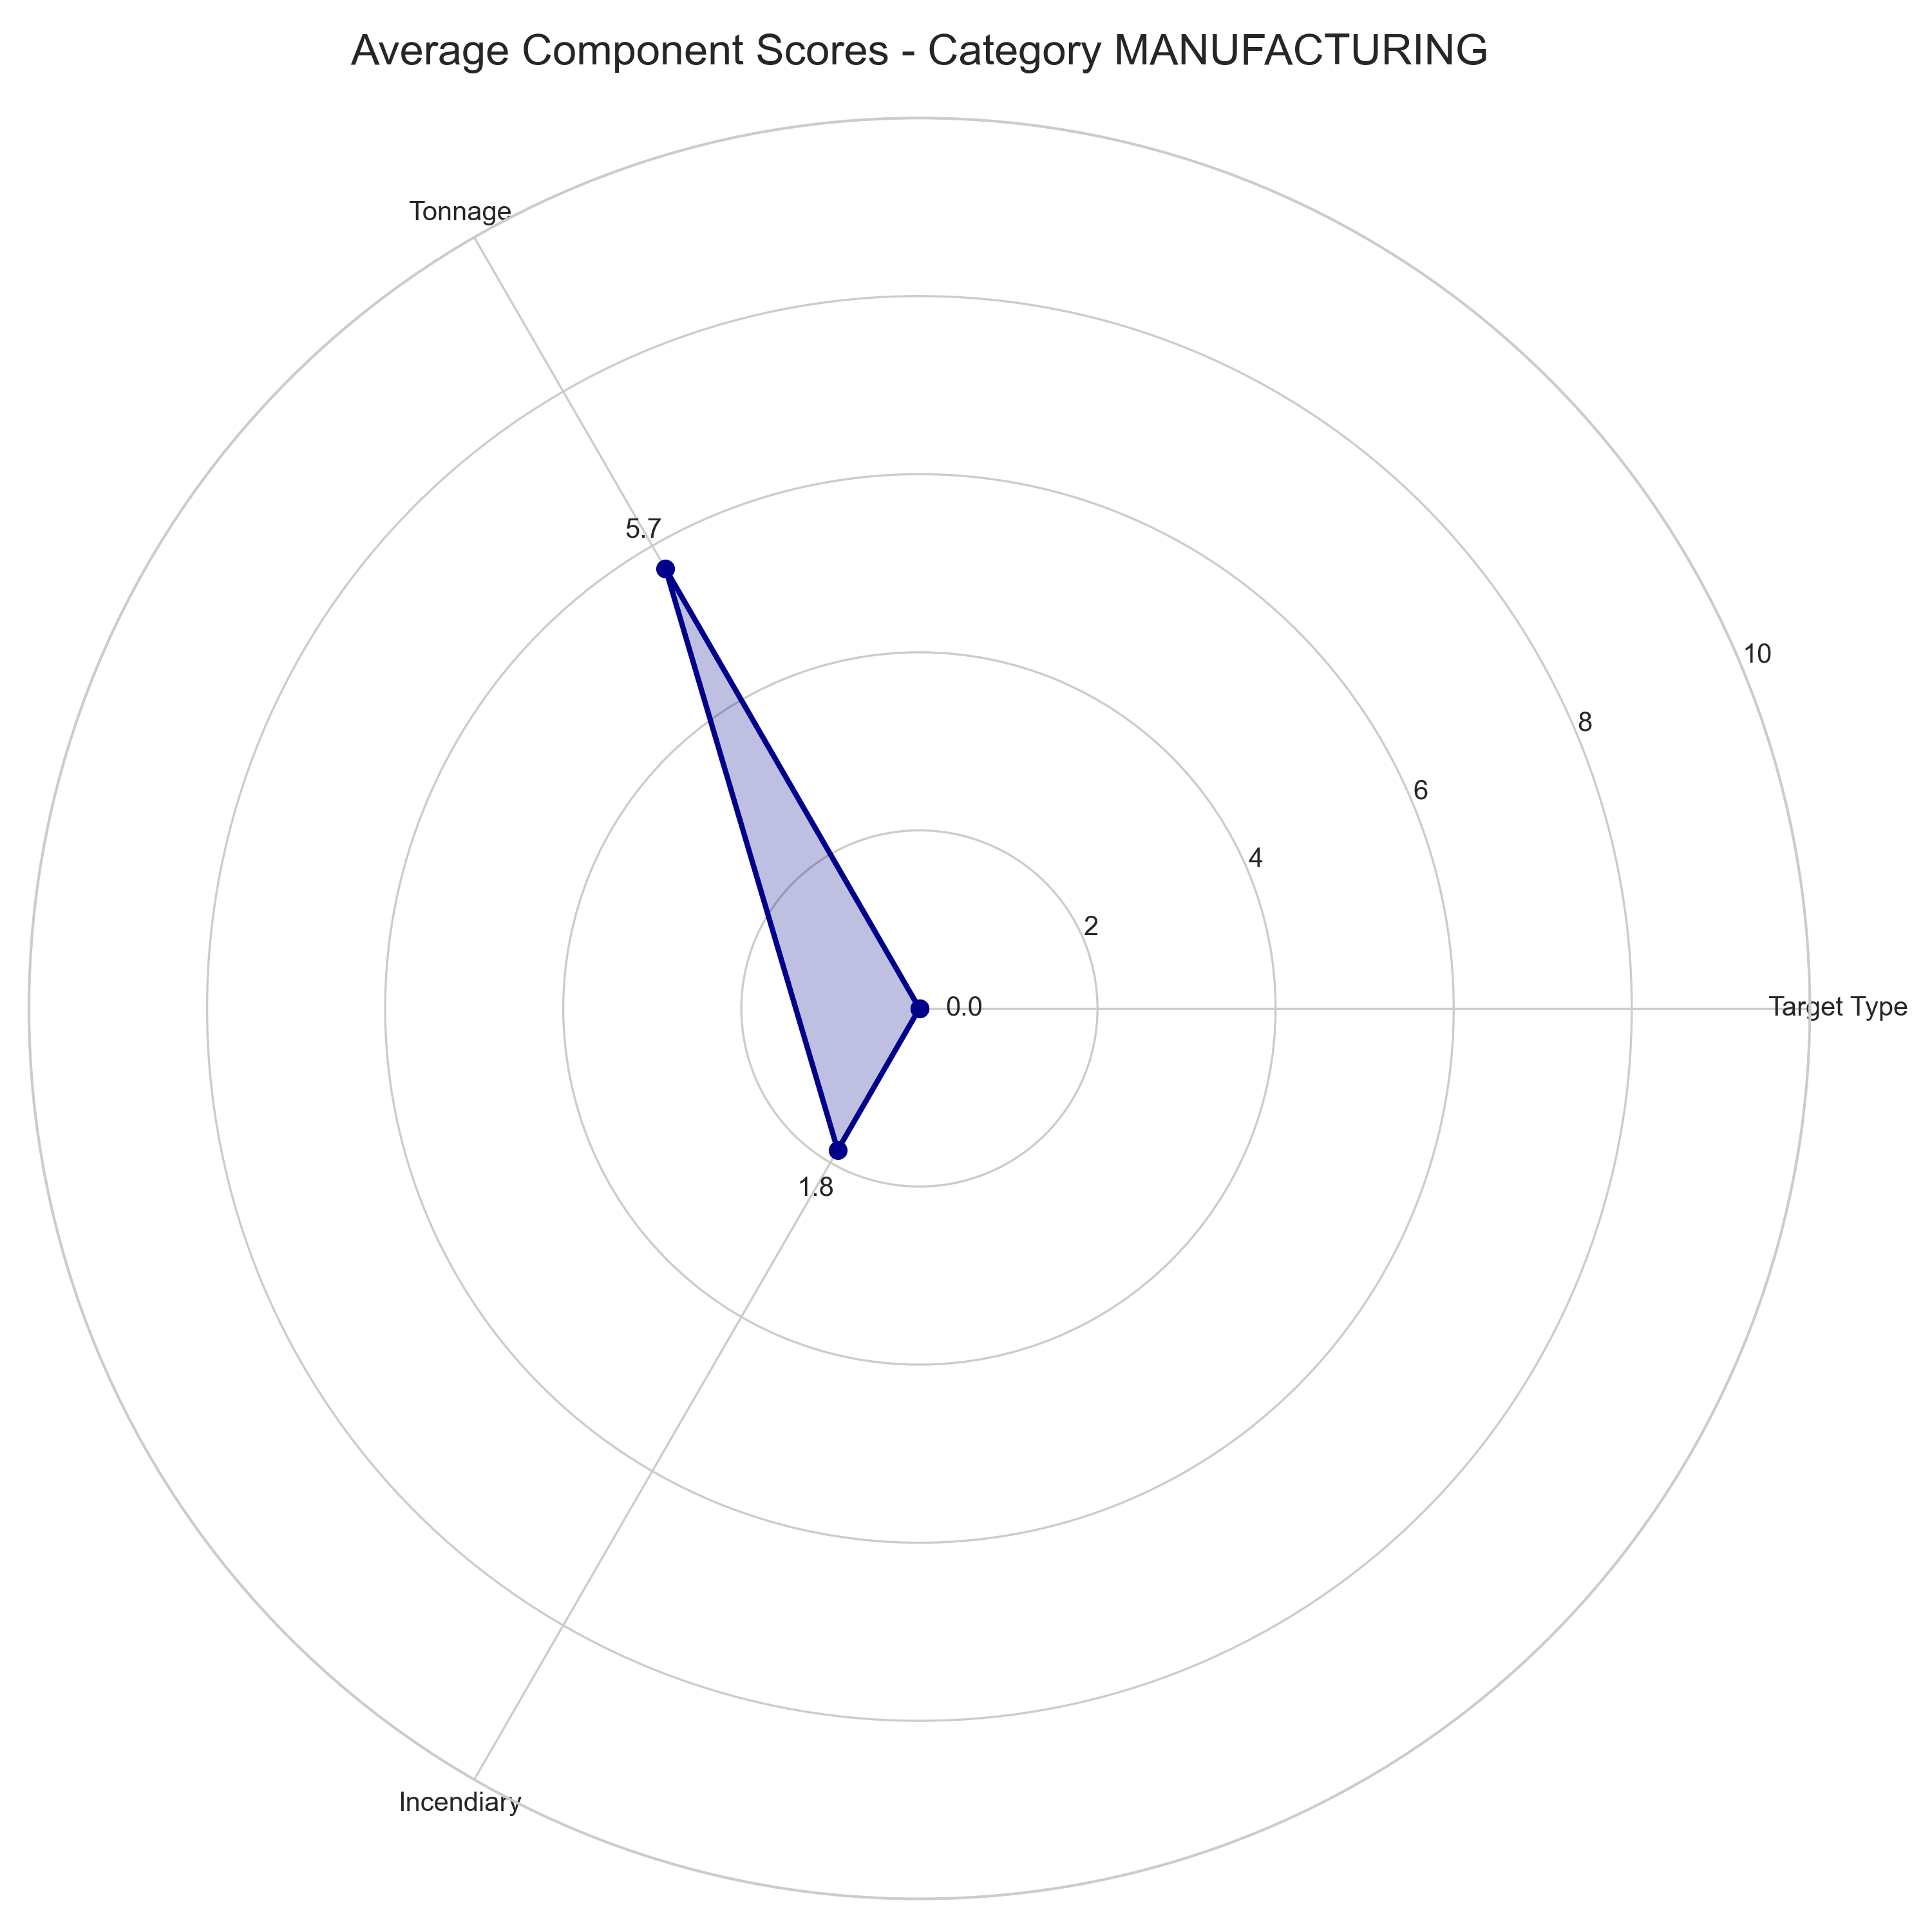 Average Component Scores - Category MANUFACTURING
Tonnage
5.7
10
8
6
4
2
0.0
Target Type
1.8
Incendiary